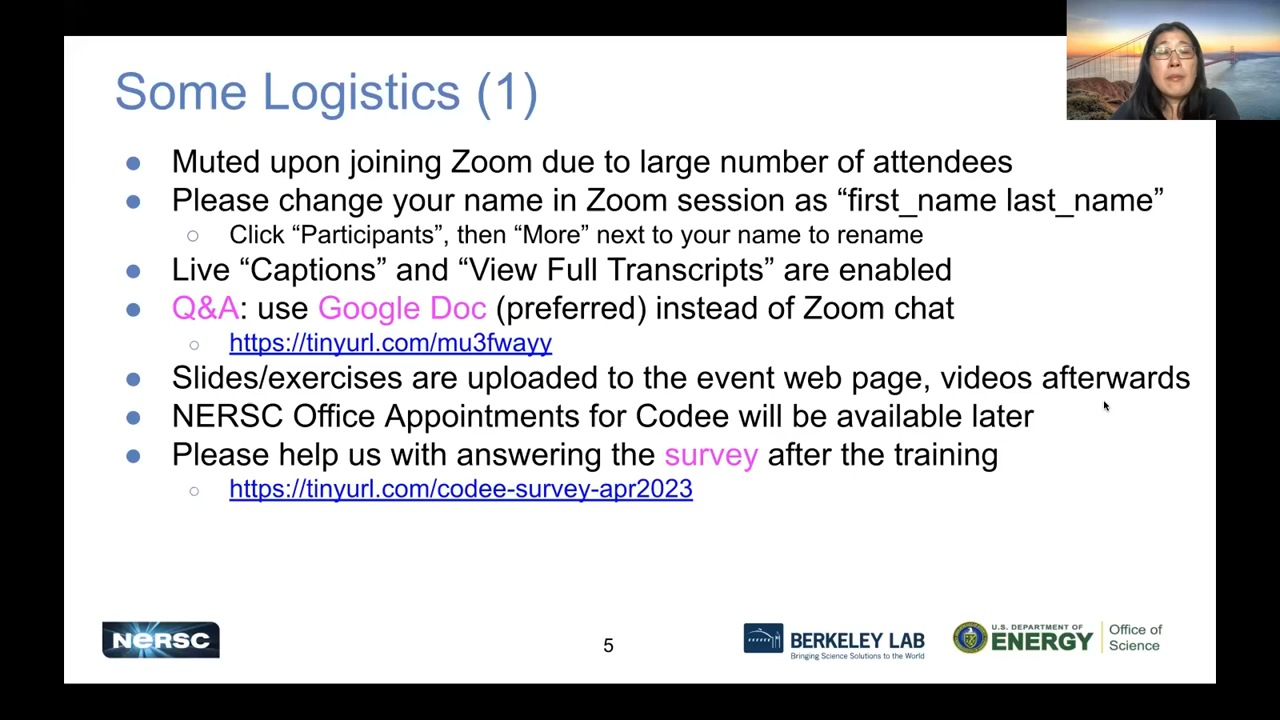 Some Logistics (1)
● Muted upon joining Zoom due to large number of attendees
● Please change your name in Zoom session as “first_name last_name”
○ Click “Participants”, then “More” next to your name to rename
● Live “Captions” and “View Full Transcripts” are enabled
● Q&A: use Google Doc (preferred) instead of Zoom chat
○ https://tinyurl.com/mu3fwayy
● Slides/exercises are uploaded to the event web page, videos afterwards
● NERSC Office Appointments for Codee will be available later
● Please help us with answering the survey after the training
○ https://tinyurl.com/codee-survey-apr2023
NERSC
5
BERKELEY LAB
Bringing Science Solutions to the World
U.S. DEPARTMENT OF
ENERGY
Office of
Science